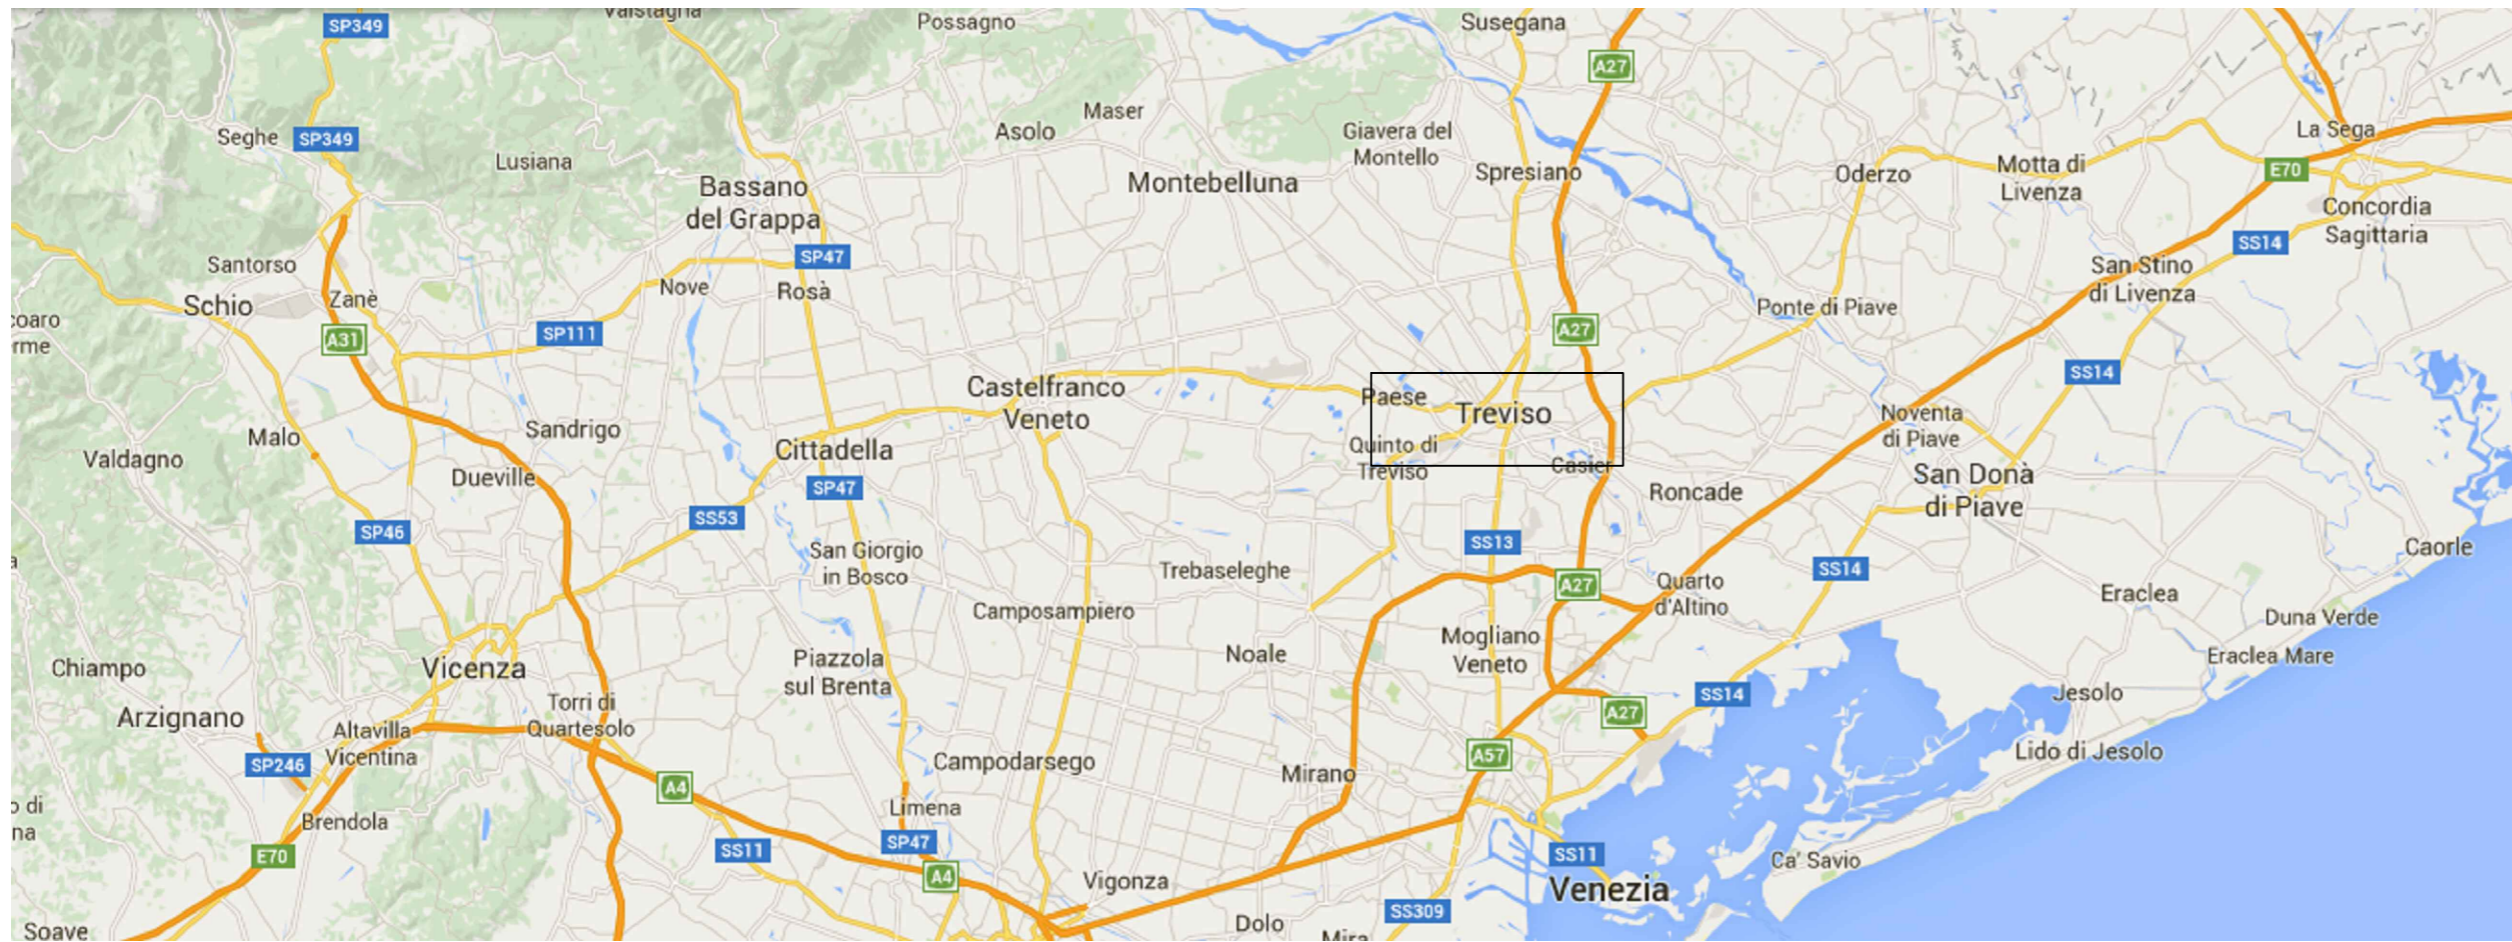 SP349
Valstagna
Possagno
Susegana
A27
Seghe
SP349
Lusiana
Asolo
Maser
Giavera del
Montello
Spresiano
La Sega
Bassano
del Grappa
Montebelluna
Oderzo
Motta di
Livenza
E70
Concordia
Sagittaria
Santorso
SP47
SS14
San Stino
di Livenza
Schio
Zanè
Nove
Rosà
Ponte di Piave
coaro
rme
A31
SP111
A27
SS14
Castelfranco
Veneto
Paese
Treviso
Noventa
di Piave
Malo
Sandrigo
Cittadella
Quinto di
Treviso
Casier
Valdagno
Dueville
SP47
Roncade
San Donà
di Piave
SP46
SS53
SS13
San Giorgio
in Bosco
Trebaseleghe
A27
Quarto
d'Altino
SS14
Caorle
Eraclea
Camposampiero
Duna Verde
Mogliano
Veneto
Noale
Eraclea Mare
Chiampo
Vicenza
Piazzola
sul Brenta
SS14
Jesolo
Arzignano
Torri di
Quartesolo
A27
Altavilla
Vicentina
SP246
A57
Lido di Jesolo
Campodarsego
Mirano
A4
o di
na
Brendola
Limena
SP47
E70
SS11
SS11
Ca' Savio
A4
Vigonza
Venezia
SS309
Dolo
Mira
Soave